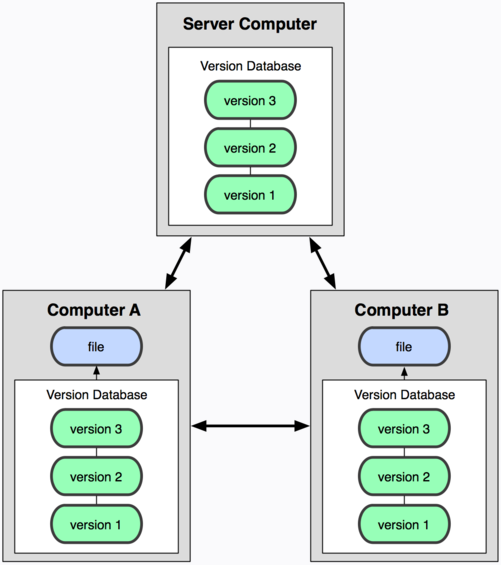 Server Computer
Version Database
version 3
version 2
version 1
Computer A
file
Version Database
version 3
version 2
version 1
Computer B
file
Version Database
version 3
version 2
version 1